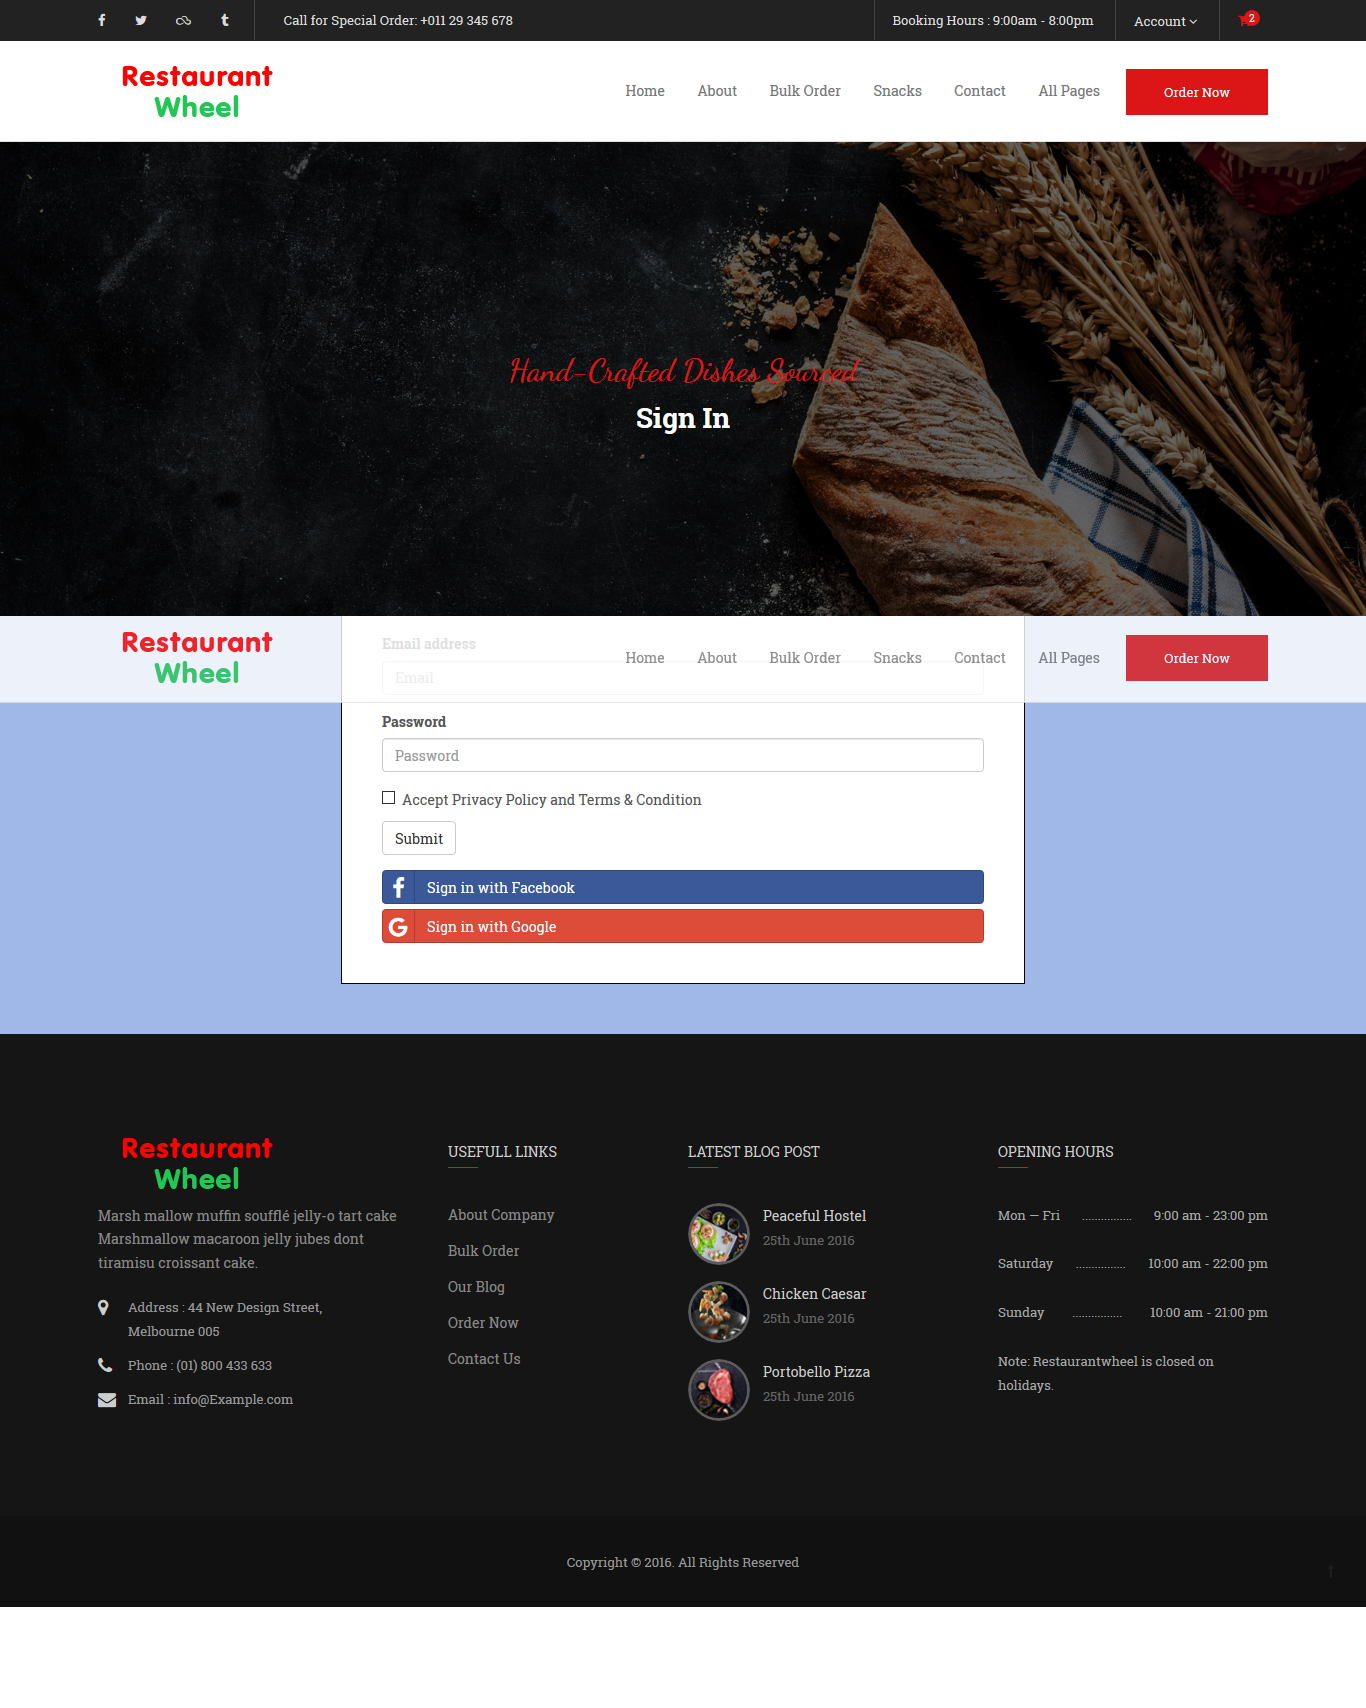 Call for Special Order: +011 29 345 678
Booking Hours : 9:00am - 8:00pm
Account
2
Restaurant
Wheel
Home
About
Bulk Order
Snacks
Contact
All Pages
Order Now
Hand-Crafted Dishes Sourced
Sign In
Restaurant
Wheel
Home
About
Bulk Order
Snacks
Contact
All Pages
Order Now
Email address
Email
Password
Password
Accept Privacy Policy and Terms & Condition
Submit
Sign in with Facebook
Sign in with Google
Restaurant
Wheel
Marsh mallow muffin soufflé jelly-o tart cake
Marshmallow macaroon jelly jubes dont
tiramisu croissant cake.
Address : 44 New Design Street,
Melbourne 005
Phone : (01) 800 433 633
Email : info@Example.com
USEFULL LINKS
About Company
Bulk Order
Our Blog
Order Now
Contact Us
LATEST BLOG POST
Peaceful Hostel
25th June 2016
Chicken Caesar
25th June 2016
Portobello Pizza
25th June 2016
OPENING HOURS
Mon — Fri ................ 9:00 am - 23:00 pm
Saturday ................ 10:00 am - 22:00 pm
Sunday ................ 10:00 am - 21:00 pm
Note: Restaurantwheel is closed on
holidays.
Copyright © 2016. All Rights Reserved